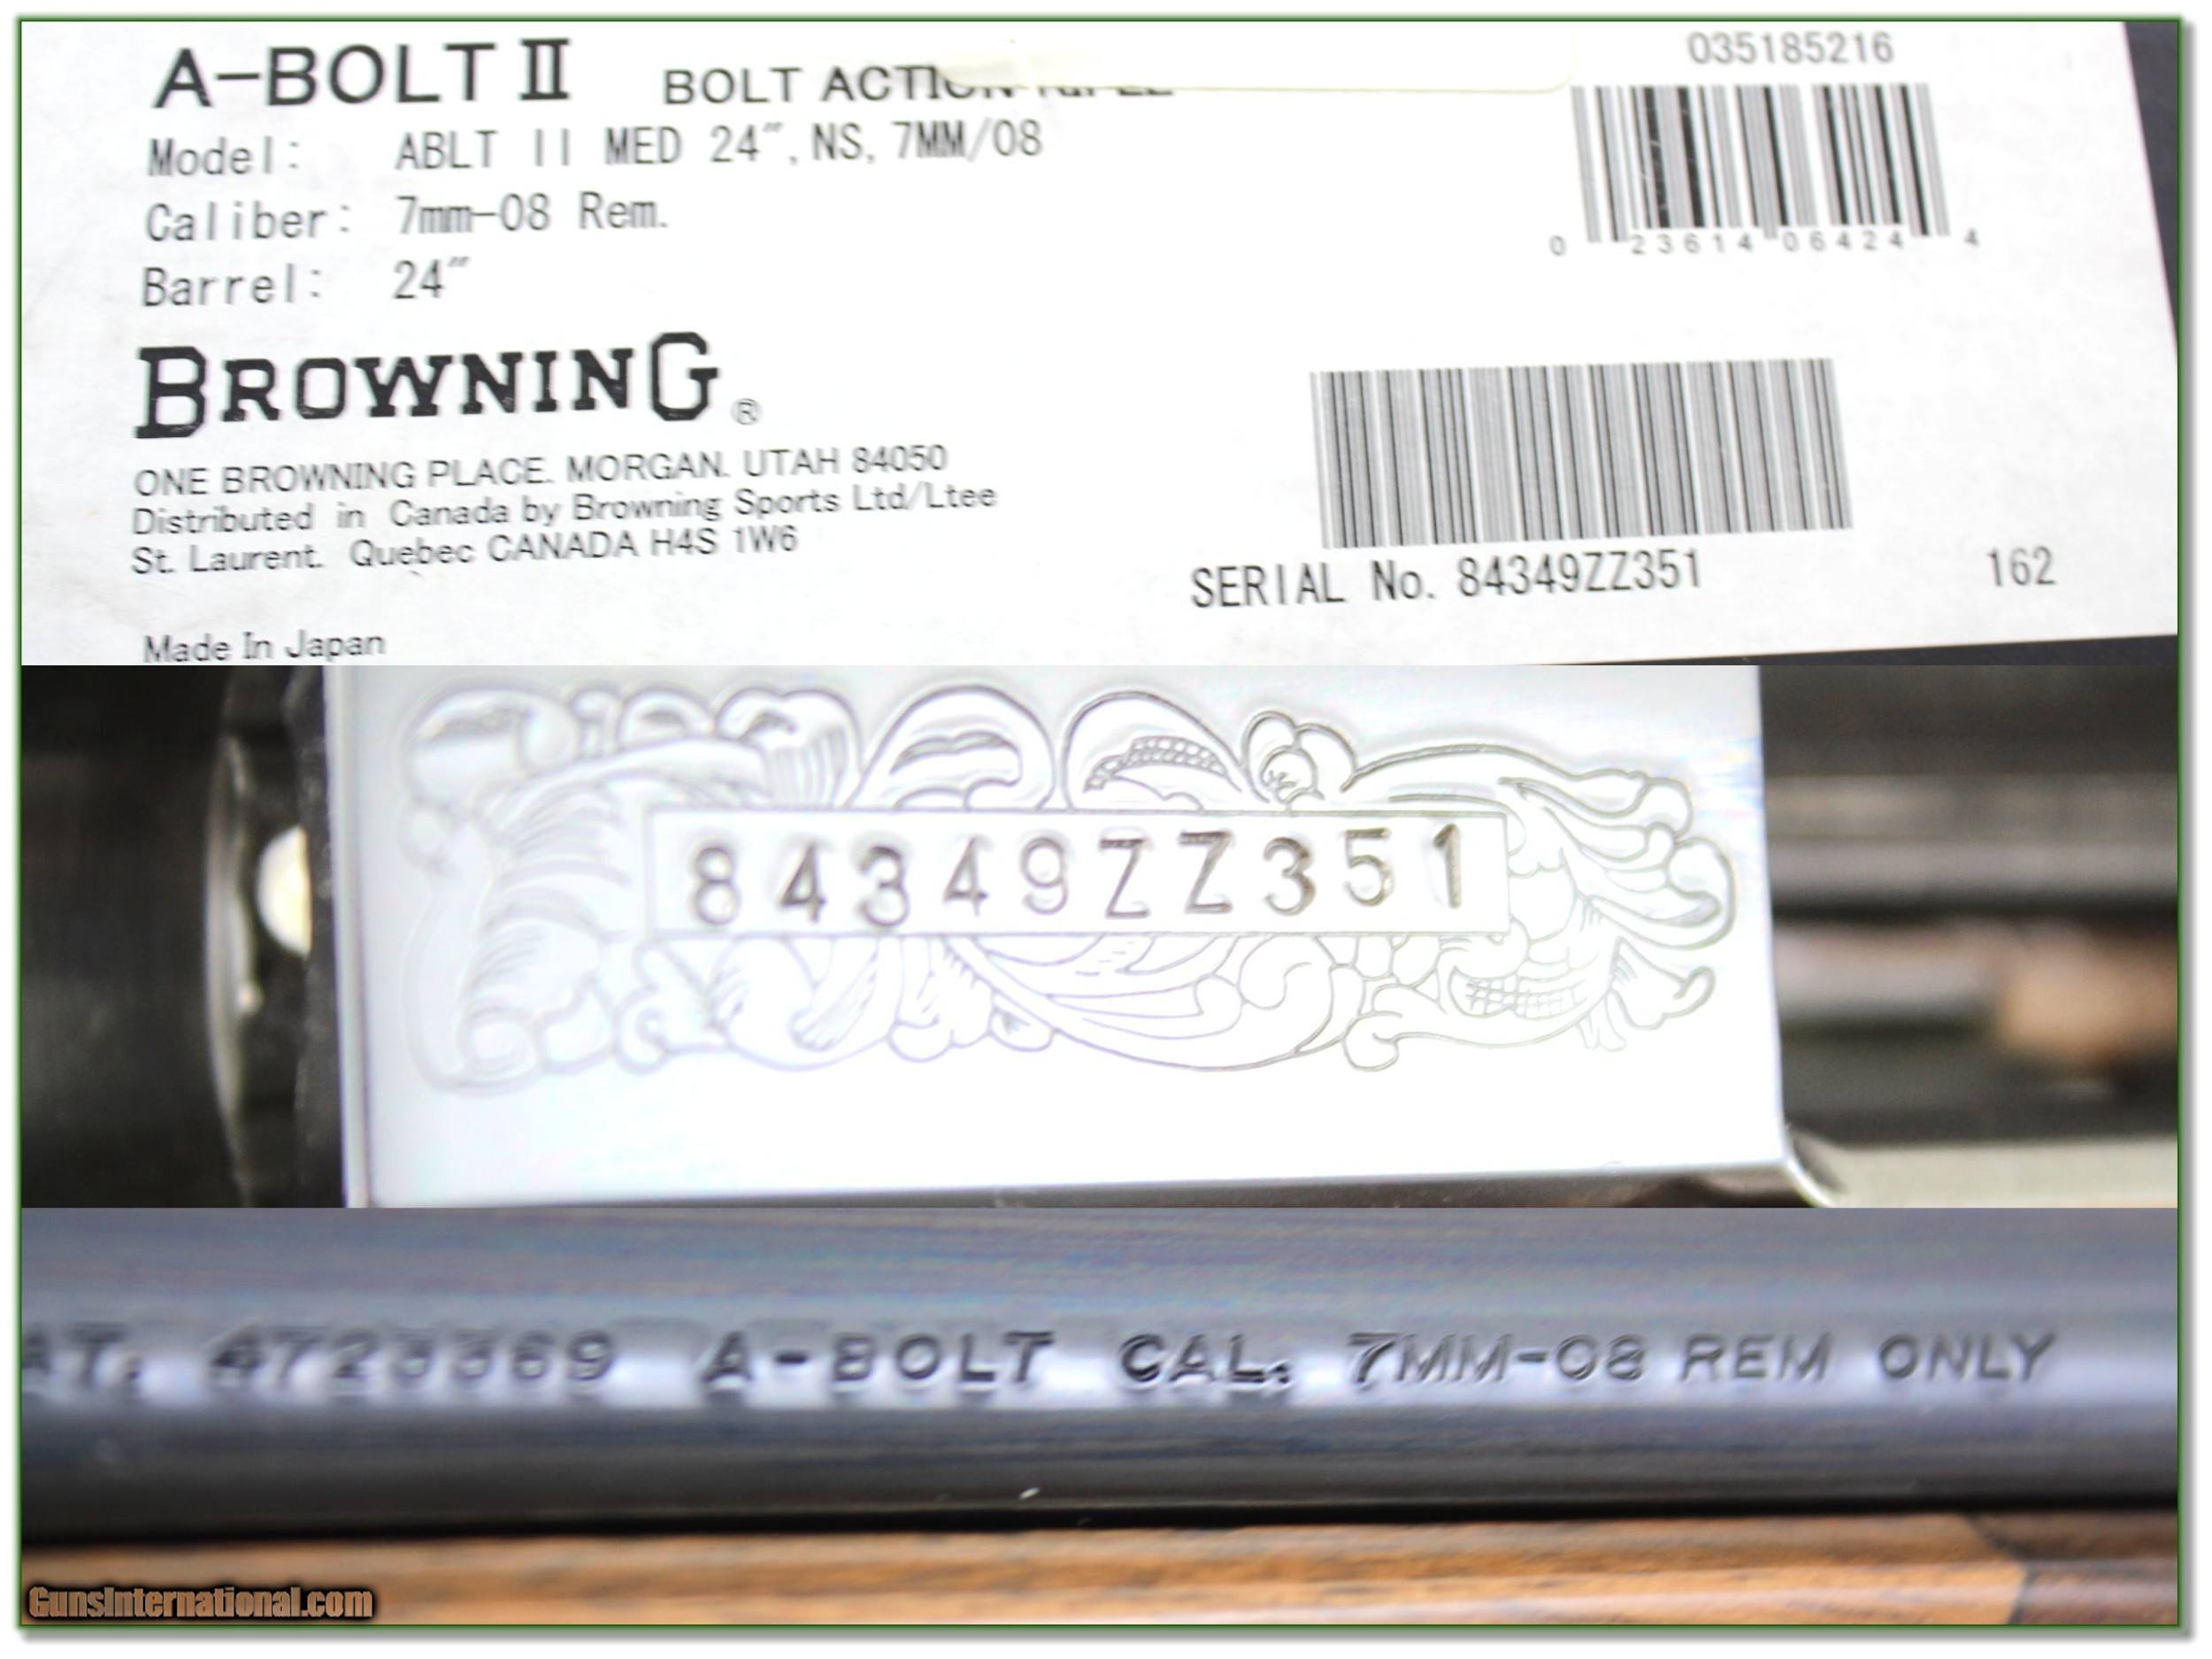 A-BOLT II BOLT ACTION RIFLE
035185216
Model: ABLT II MED 24″, NS, 7MM/08
Caliber: 7mm-08 Rem.
0 23614 06424 4
Barrel: 24″
BROWNING®
ONE BROWNING PLACE. MORGAN. UTAH 84050
Distributed in Canada by Browning Sports Ltd/Ltee
St. Laurent. Quebec CANADA H4S 1W6
SERIAL No. 84349ZZ351 162
Made In Japan
84349ZZ351
AT. 4723369 A-BOLT CAL. 7MM-08 REM ONLY
GunsInternational.com